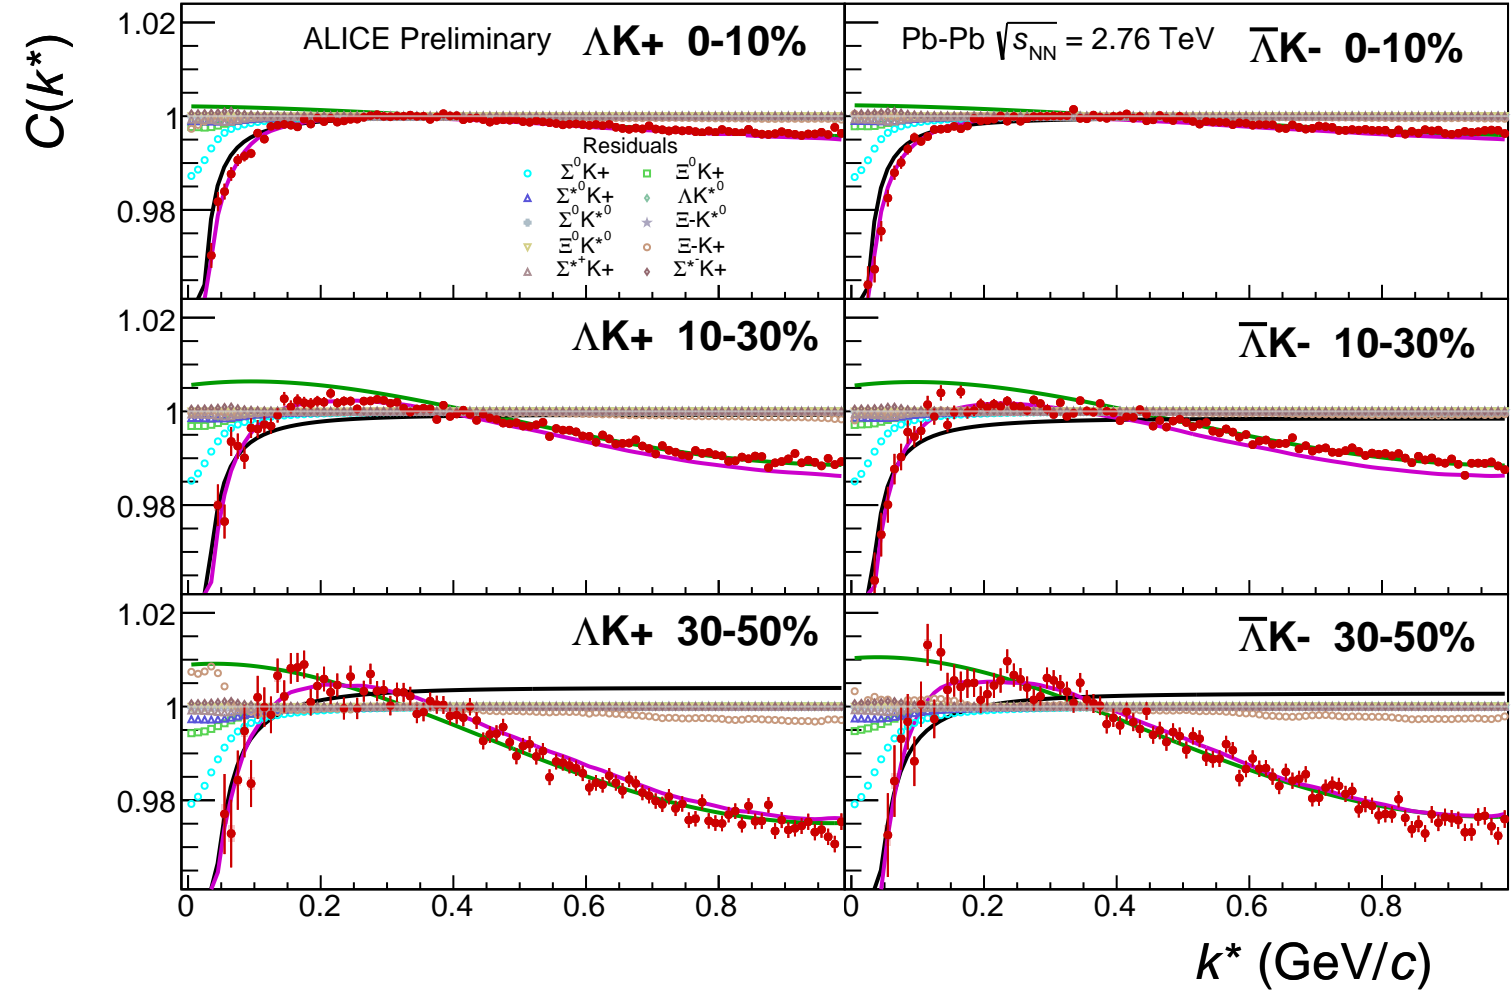 C(k*)
1.02
1
0.98
ALICE Preliminary ΛK+ 0-10%
Residuals
Σ⁰K+ Ξ⁰K+
Σ*⁰K+ ΛK*⁰
Σ⁰K*⁰ Ξ-K*⁰
Ξ⁰K*⁰ Ξ-K+
Σ*⁺K+ Σ*⁻K+
Pb-Pb √s_NN = 2.76 TeV Λ̅K- 0-10%
1.02
1
0.98
ΛK+ 10-30%
Λ̅K- 10-30%
1.02
1
0.98
ΛK+ 30-50%
Λ̅K- 30-50%
0 0.2 0.4 0.6 0.8
0 0.2 0.4 0.6 0.8
k* (GeV/c)